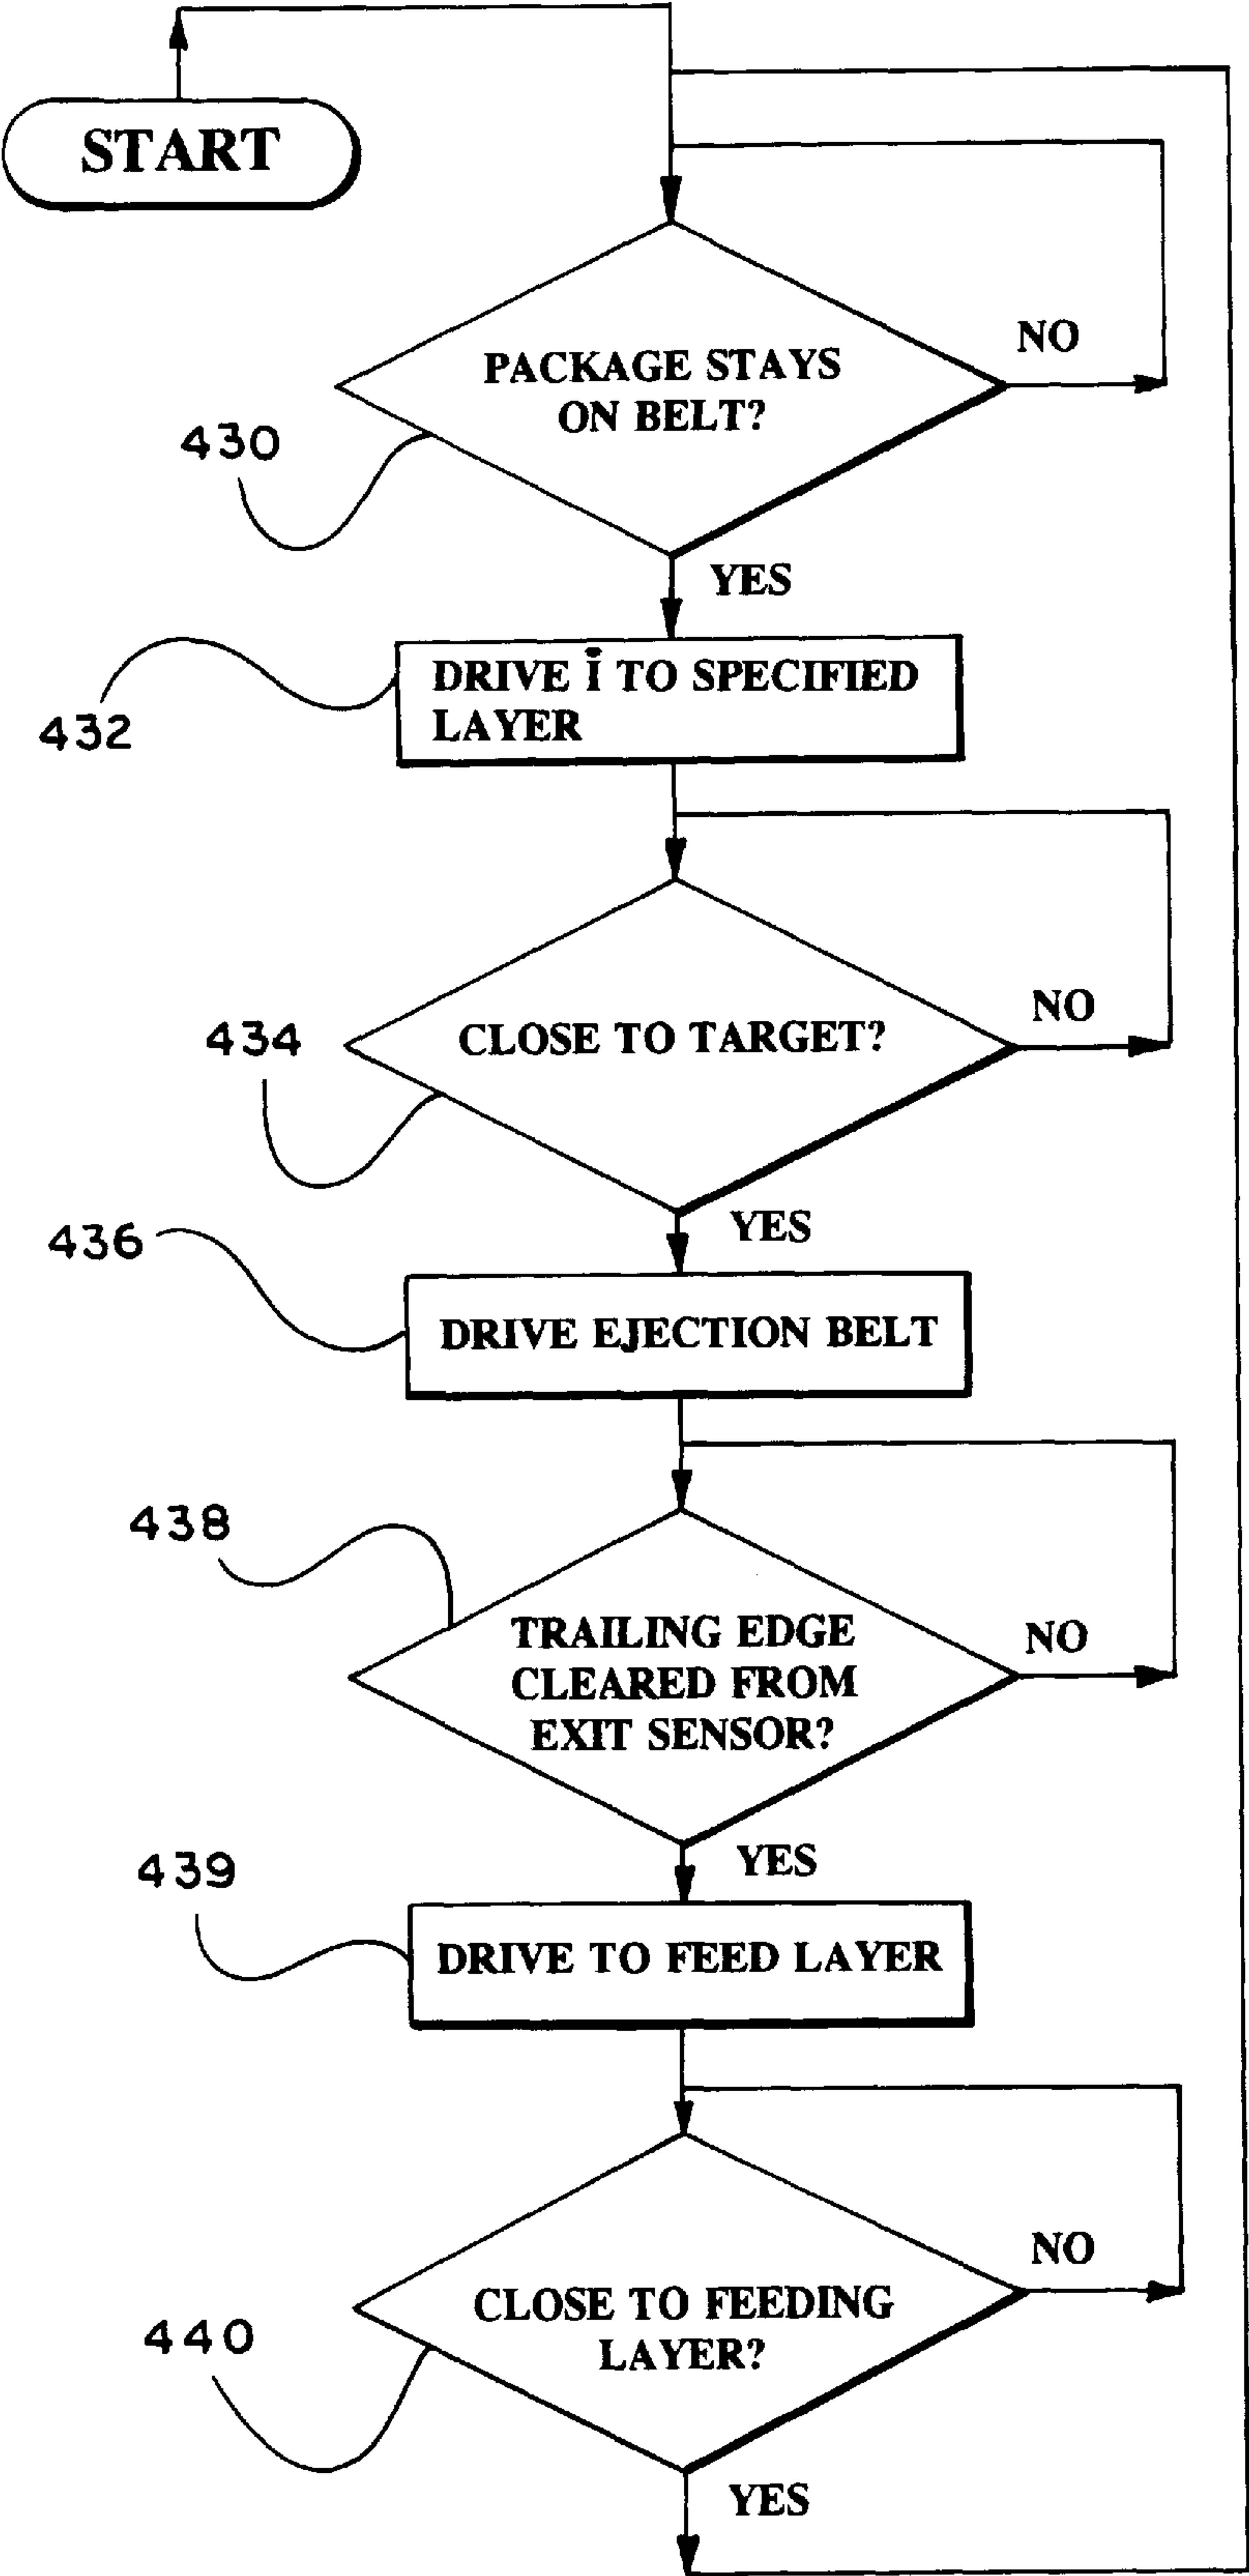 START
PACKAGE STAYS
ON BELT?
NO
430
YES
DRIVE Ī TO SPECIFIED
LAYER
432
CLOSE TO TARGET?
NO
434
YES
436
DRIVE EJECTION BELT
438
TRAILING EDGE
CLEARED FROM
EXIT SENSOR?
NO
YES
439
DRIVE TO FEED LAYER
NO
CLOSE TO FEEDING
LAYER?
440
YES